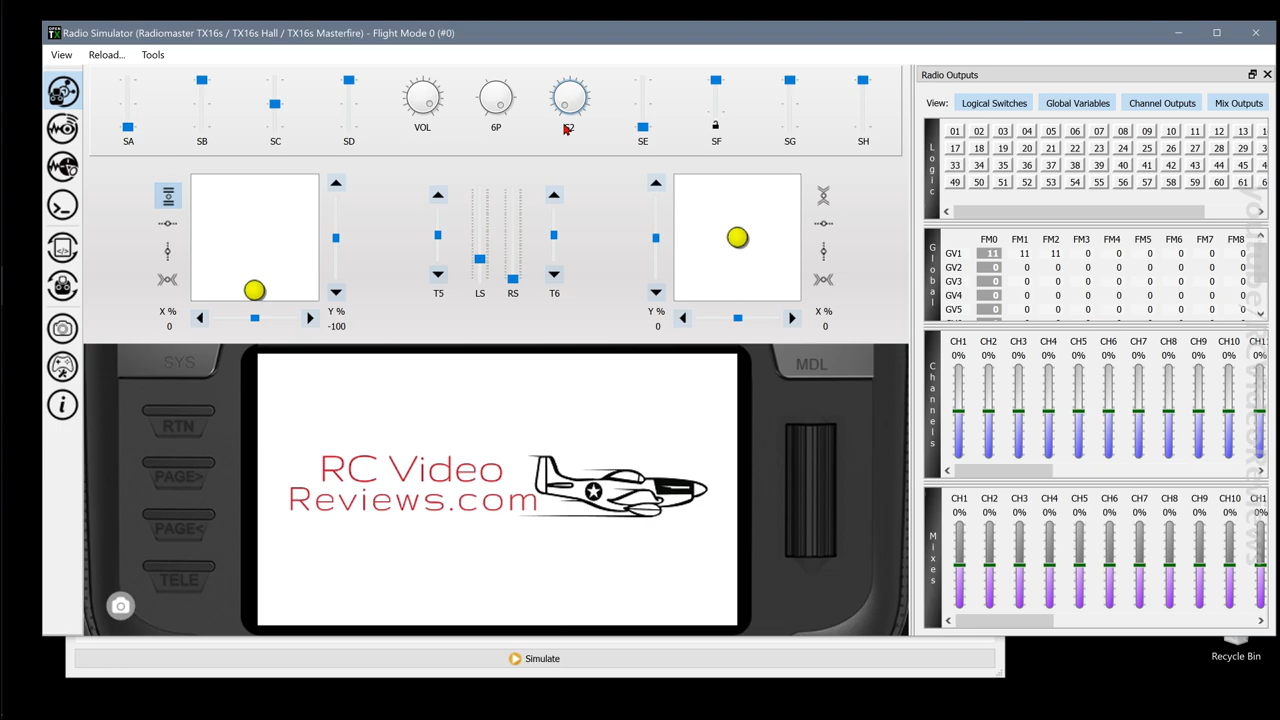 OPEN
TX
Radio Simulator (Radiomaster TX16s / TX16s Hall / TX16s Masterfire) - Flight Mode 0 (#0)
View Reload... Tools
SA SB SC SD VOL 6P SE SF SG SH
T5 LS RS T6
X % Y % Y % X %
0 -100 0 0
SYS MDL
RTN
PAGE>
PAGE<
TELE
RC Video
Reviews.com
Radio Outputs
View: Logical Switches Global Variables Channel Outputs Mix Outputs
Logic
01 02 03 04 05 06 07 08 09 10 11 12 13 1
17 18 19 20 21 22 23 24 25 26 27 28 29 3
33 34 35 36 37 38 39 40 41 42 43 44 45 4
49 50 51 52 53 54 55 56 57 58 59 60 61 6
Global
FM0 FM1 FM2 FM3 FM4 FM5 FM6 FM7 FM8
GV1 11 11 11 0 0 0 0 0 0
GV2 0 0 0 0 0 0 0 0 0
GV3 0 0 0 0 0 0 0 0 0
GV4 0 0 0 0 0 0 0 0 0
GV5 0 0 0 0 0 0 0 0 0
Channels
CH1 CH2 CH3 CH4 CH5 CH6 CH7 CH8 CH9 CH10 CH1
0% 0% 0% 0% 0% 0% 0% 0% 0% 0% 0%
Mixes
CH1 CH2 CH3 CH4 CH5 CH6 CH7 CH8 CH9 CH10 CH1
0% 0% 0% 0% 0% 0% 0% 0% 0% 0% 0%
Simulate
Recycle Bin